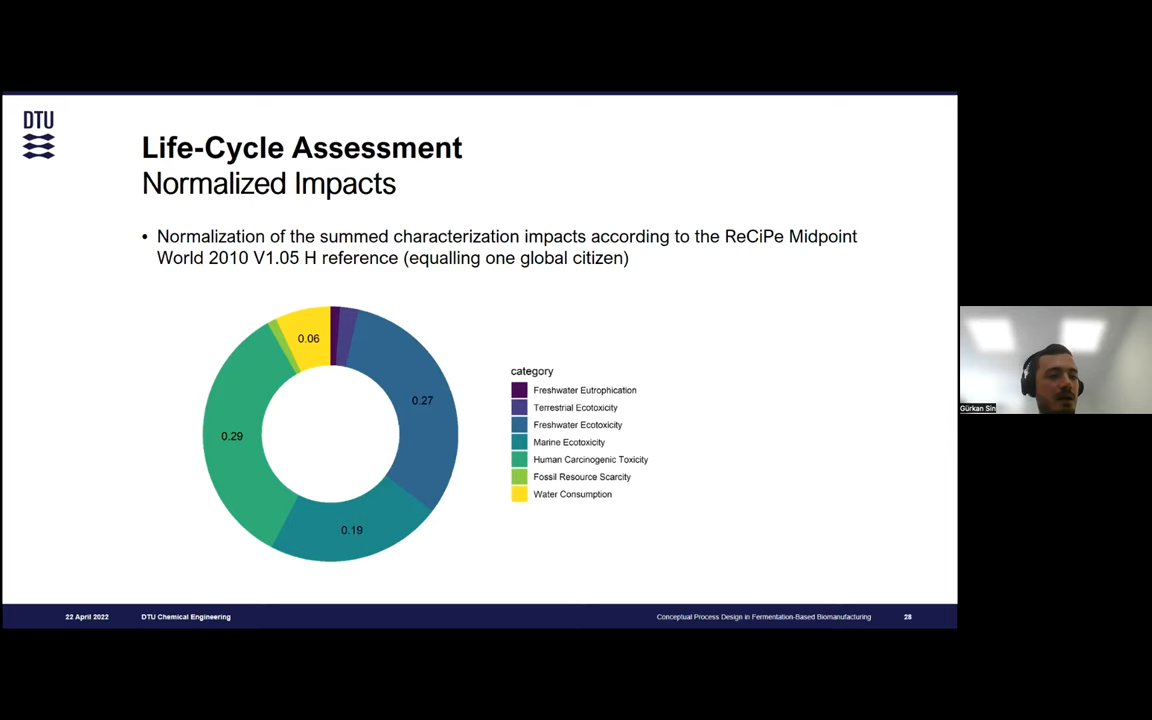 DTU
Life-Cycle Assessment
Normalized Impacts
• Normalization of the summed characterization impacts according to the ReCiPe Midpoint
World 2010 V1.05 H reference (equalling one global citizen)
0.06
0.27
0.29
0.19
category
Freshwater Eutrophication
Terrestrial Ecotoxicity
Freshwater Ecotoxicity
Marine Ecotoxicity
Human Carcinogenic Toxicity
Fossil Resource Scarcity
Water Consumption
Gürkan Sin
22 April 2022 DTU Chemical Engineering Conceptual Process Design in Fermentation-Based Biomanufacturing 28